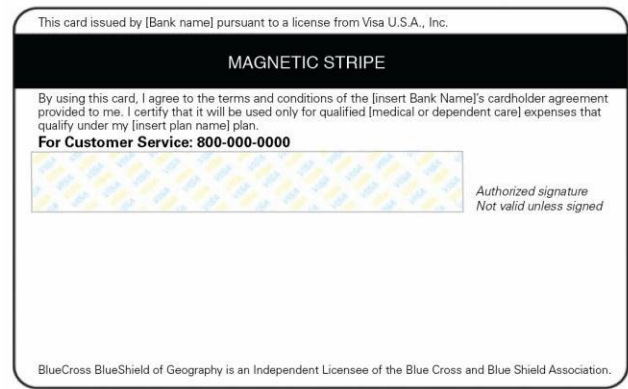 This card issued by [Bank name] pursuant to a license from Visa U.S.A., Inc.
MAGNETIC STRIPE
By using this card, I agree to the terms and conditions of the [insert Bank Name]'s cardholder agreement
provided to me. I certify that it will be used only for qualified [medical or dependent care] expenses that
qualify under my [insert plan name] plan.
For Customer Service: 800-000-0000
Authorized signature
Not valid unless signed
BlueCross BlueShield of Geography is an Independent Licensee of the Blue Cross and Blue Shield Association.